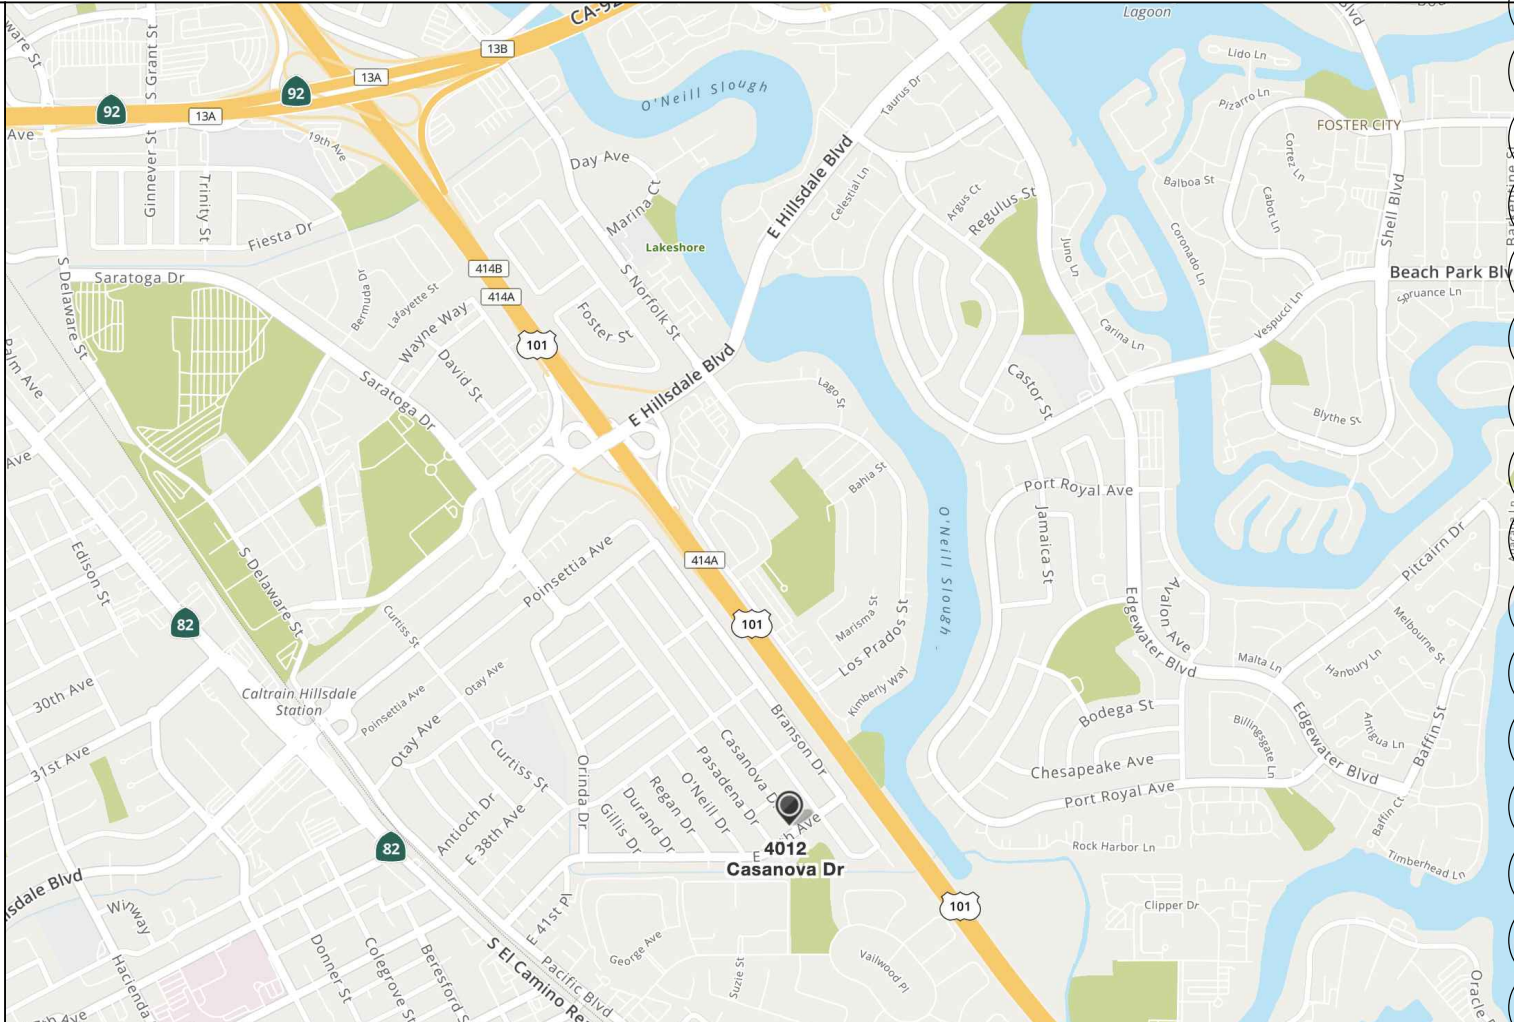 CA-92
Lagoon
13B
13A
92
92
13A
Ave
S Grant St
Ginnever St
19th Ave
Trinity St
Fiesta Dr
O'Neill Slough
Taurus Dr
Day Ave
Marina Ct
Lakeshore
E Hillsdale Blvd
Celestial Ln
Argus Ct
Regulus St
Juno Ln
Lido Ln
Pizarro Ln
FOSTER CITY
Cortez Ln
Balboa St
Cabot Ln
Coronado Ln
Shell Blvd
Beach Park Blv
Spruance Ln
Vespucci Ln
Carina Ln
Blythe St
Castor St
Saratoga Dr
S Delaware St
Bermuda Dr
Lafayette St
Wayne Way
David St
Saratoga Dr
414B
414A
101
Foster St
S Norfolk St
E Hillsdale Blvd
Lago St
Bahia St
Palm Ave
Ave
Edison St
S Delaware St
82
Poinsettia Ave
414A
101
O'Neill Slough
Marisma St
Los Prados St
Kimberly Way
Port Royal Ave
Jamaica St
Edgewater Blvd
Avalon Ave
Pitcairn Dr
Melbourne St
Malta Ln
Hanbury Ln
Bodega St
Billingsgate Ln
Edgewater Blvd
Antigua Ln
Baffin St
Chesapeake Ave
Port Royal Ave
Baffin Ct
Rock Harbor Ln
Timberhead Ln
Clipper Dr
Curtiss St
Otay Ave
Poinsettia Ave
Otay Ave
Curtiss St
Caltrain Hillsdale
Station
30th Ave
31st Ave
82
Antioch Dr
E 38th Ave
Orinda Dr
Gillis Dr
Durand Dr
Regan Dr
O'Neill Dr
Pasadena Dr
Casanova D
Branson Dr
h Ave
E
4012
Casanova Dr
101
E 41st Pl
George Ave
Suzie St
Vailwood Pl
Pacific Blvd
S El Camino Re
Winway
Hacienda
Donner St
Colegrove St
Beresford S
sdale Blvd
Ave
Oracle